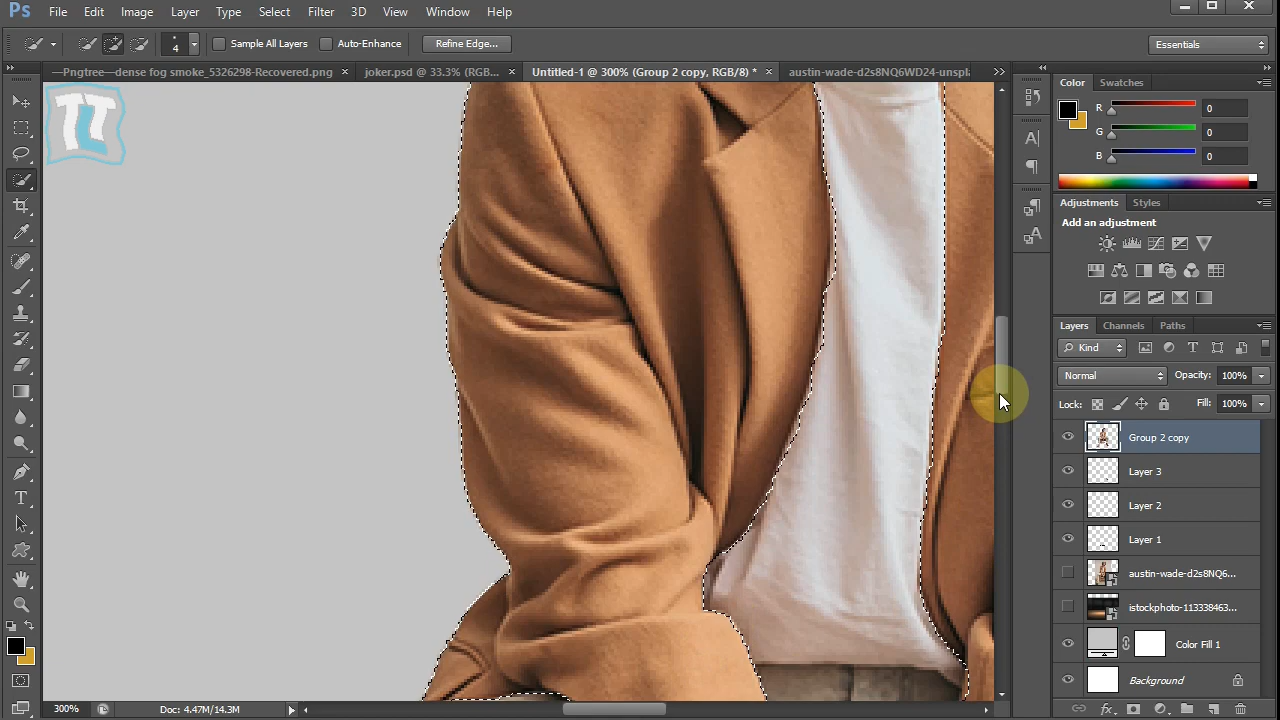 Ps File Edit Image Layer Type Select Filter 3D View Window Help
4 Sample All Layers Auto-Enhance Refine Edge... Essentials
—Pngtree—dense fog smoke_5326298-Recovered.png × joker.psd @ 33.3% (RGB... × Untitled-1 @ 300% (Group 2 copy, RGB/8) * × austin-wade-d2s8NQ6WD24-unspla
TLT
Color Swatches
R 0
G 0
B 0
Adjustments Styles
Add an adjustment
Layers Channels Paths
Kind
Normal Opacity: 100%
Lock: Fill: 100%
Group 2 copy
Layer 3
Layer 2
Layer 1
austin-wade-d2s8NQ6...
istockphoto-113338463...
Color Fill 1
Background
300% Doc: 4.47M/14.3M